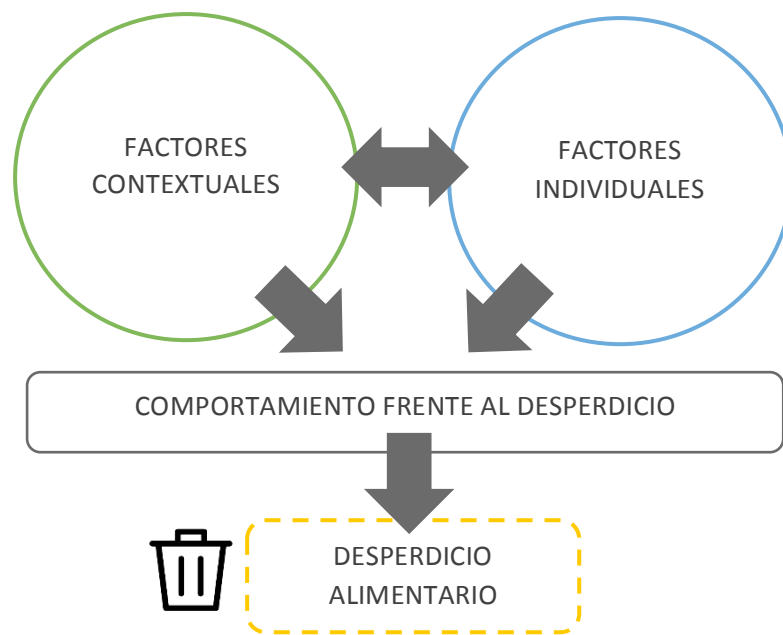 FACTORES
CONTEXTUALES
FACTORES
INDIVIDUALES
COMPORTAMIENTO FRENTE AL DESPERDICIO
DESPERDICIO
ALIMENTARIO